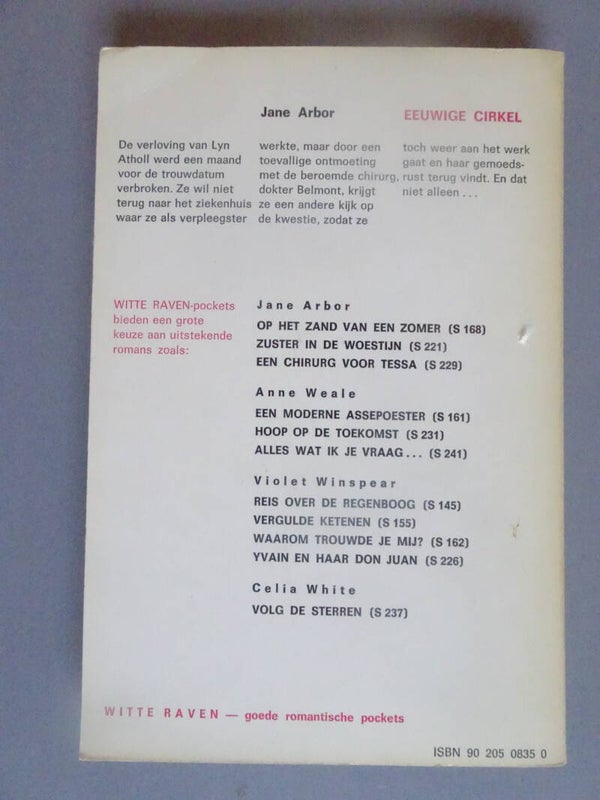 Jane Arbor
EEUWIGE CIRKEL
De verloving van Lyn
Atholl werd een maand
voor de trouwdatum
verbroken. Ze wil niet
terug naar het ziekenhuis
waar ze als verpleegster
werkte, maar door een
toevallige ontmoeting
met de beroemde chirurg,
dokter Belmont, krijgt
ze een andere kijk op
de kwestie, zodat ze
toch weer aan het werk
gaat en haar gemoeds-
rust terug vindt. En dat
niet alleen ...
WITTE RAVEN-pockets
bieden een grote
keuze aan uitstekende
romans zoals:
Jane Arbor
OP HET ZAND VAN EEN ZOMER (S 168)
ZUSTER IN DE WOESTIJN (S 221)
EEN CHIRURG VOOR TESSA (S 229)
Anne Weale
EEN MODERNE ASSEPOESTER (S 161)
HOOP OP DE TOEKOMST (S 231)
ALLES WAT IK JE VRAAG... (S 241)
Violet Winspear
REIS OVER DE REGENBOOG (S 145)
VERGULDE KETENEN (S 155)
WAAROM TROUWDE JE MIJ? (S 162)
YVAIN EN HAAR DON JUAN (S 226)
Celia White
VOLG DE STERREN (S 237)
WITTE RAVEN — goede romantische pockets
ISBN 90 205 0835 0